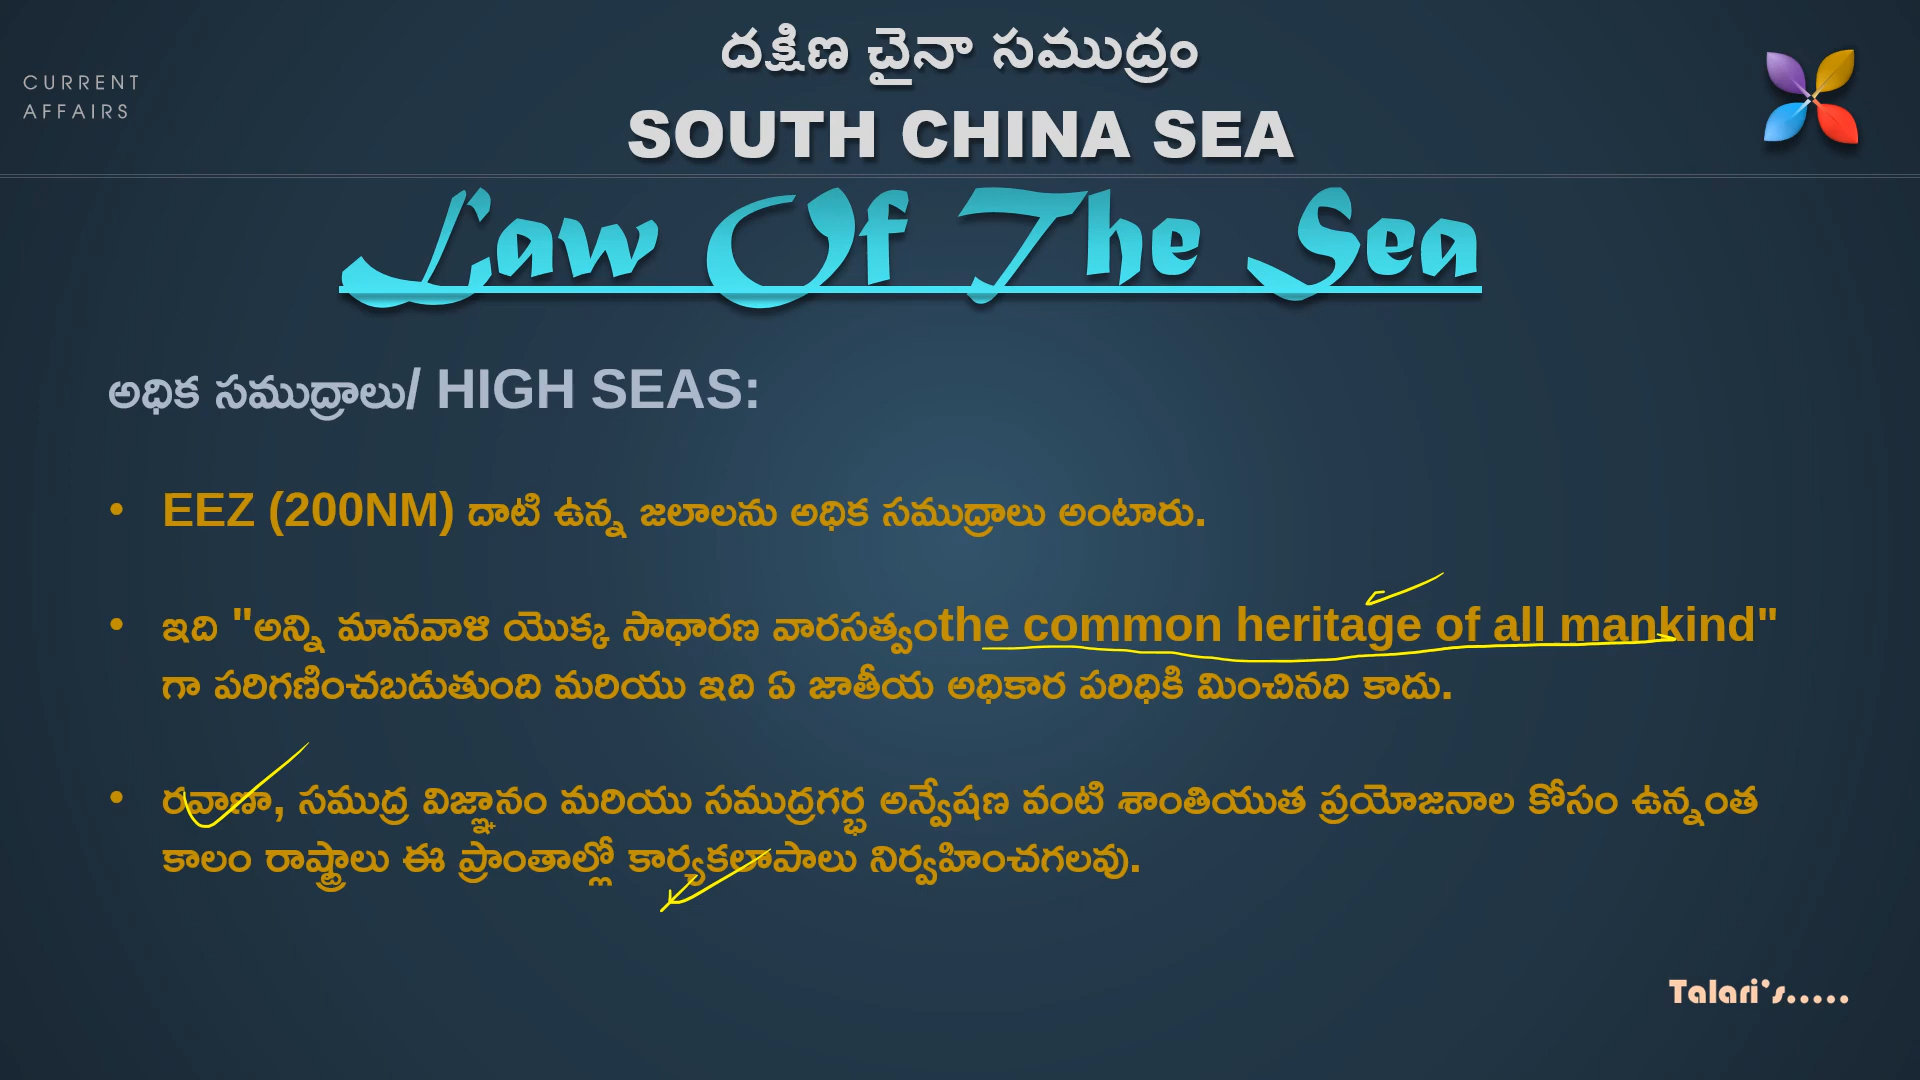 CURRENT
AFFAIRS
దక్షిణ చైనా సముద్రం
SOUTH CHINA SEA
Law Of The Sea
అధిక సముద్రాలు/ HIGH SEAS:
• EEZ (200NM) దాటి ఉన్న జలాలను అధిక సముద్రాలు అంటారు.
• ఇది "అన్ని మానవాళి యొక్క సాధారణ వారసత్వంthe common heritage of all mankind"
గా పరిగణించబడుతుంది మరియు ఇది ఏ జాతీయ అధికార పరిధికి మించినది కాదు.
• రవాణా, సముద్ర విజ్ఞానం మరియు సముద్రగర్భ అన్వేషణ వంటి శాంతియుత ప్రయోజనాల కోసం ఉన్నంత
కాలం రాష్ట్రాలు ఈ ప్రాంతాల్లో కార్యకలాపాలు నిర్వహించగలవు.
Talari's.....